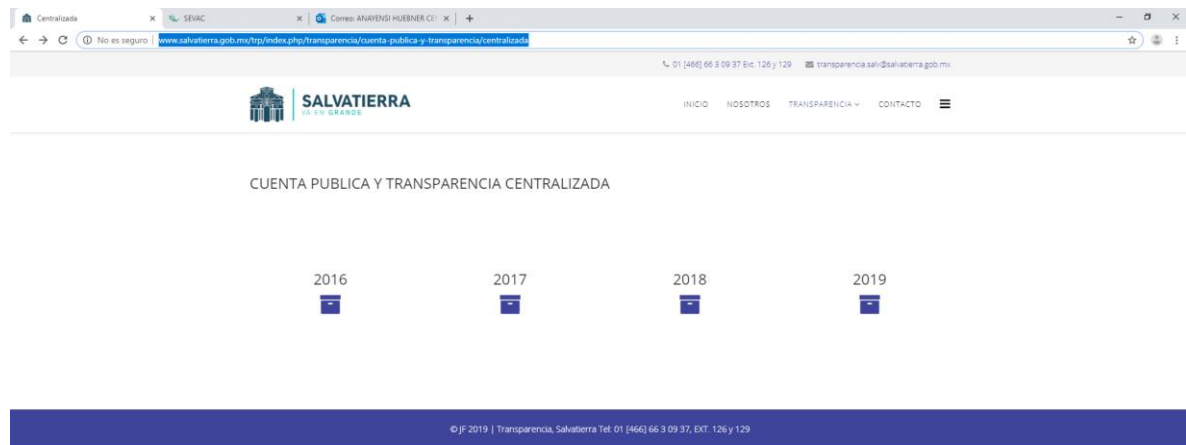 Centralizada
SEVAC
Correo: ANAYENSI HUEBNER CE
No es seguro | www.salvatierra.gob.mx/trp/index.php/transparencia/cuenta-publica-y-transparencia/centralizada
01 [466] 66 3 09 37 Ext. 126 y 129 transparencia.salv@salvatierra.gob.mx
SALVATIERRA
VA EN GRANDE
INICIO NOSOTROS TRANSPARENCIA CONTACTO
CUENTA PUBLICA Y TRANSPARENCIA CENTRALIZADA
2016 2017 2018 2019
© JF 2019 | Transparencia, Salvatierra Tel: 01 [466] 66 3 09 37, EXT. 126 y 129